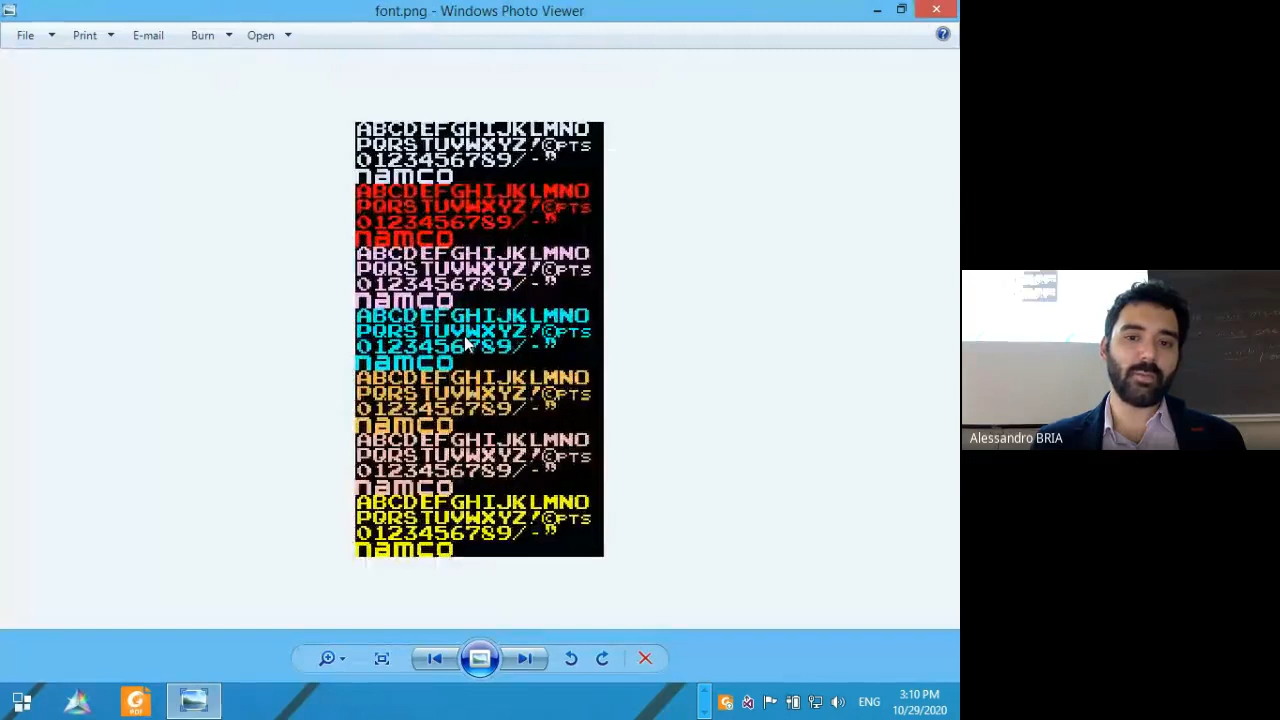 font.png - Windows Photo Viewer
File Print E-mail Burn Open
ABCDEFGHIJKLMNO
PQRSTUVWXYZ!©PTS
0123456789/-"
namco
ABCDEFGHIJKLMNO
PQRSTUVWXYZ!©PTS
0123456789/-"
namco
ABCDEFGHIJKLMNO
PQRSTUVWXYZ!©PTS
0123456789/-"
namco
ABCDEFGHIJKLMNO
PQRSTUVWXYZ!©PTS
0123456789/-"
namco
ABCDEFGHIJKLMNO
PQRSTUVWXYZ!©PTS
0123456789/-"
namco
ABCDEFGHIJKLMNO
PQRSTUVWXYZ!©PTS
0123456789/-"
namco
ABCDEFGHIJKLMNO
PQRSTUVWXYZ!©PTS
0123456789/-"
namco
Alessandro BRIA
PDF
ENG
3:10 PM
10/29/2020